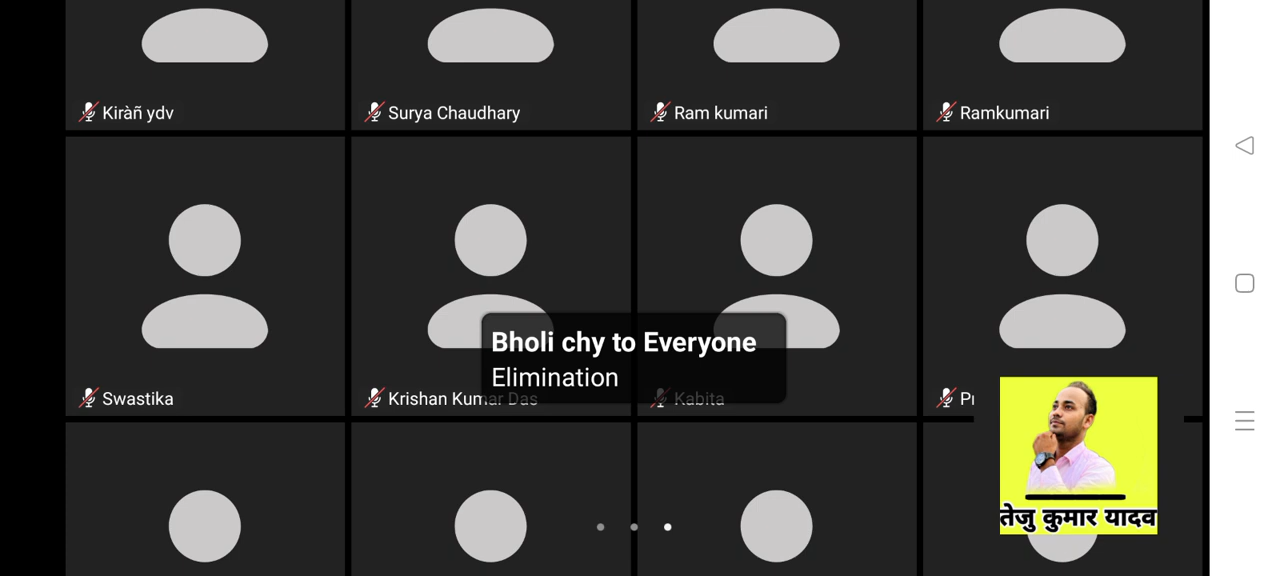 Kiràñ ydv
Surya Chaudhary
Ram kumari
Ramkumari
Bholi chy to Everyone
Elimination
Swastika
Krishan Kumar Das
Kabita
तेजु कुमार यादव